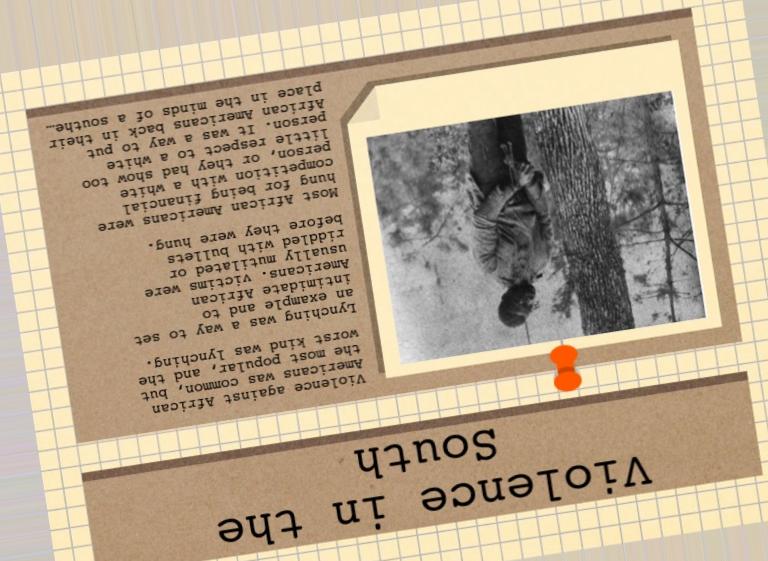 Violence in the
South
Violence against African
Americans was common, but
the most popular, and the
worst kind was lynching.
Lynching was a way to set
an example and to
intimidate African
Americans. victims were
usually mutilated or
riddled with bullets
before they were hung.
Most African Americans were
hung for being financial
competition with a white
person, or they had show too
little respect to a white
person. It was a way to put
African Americans back in their
place in the minds of a southe…